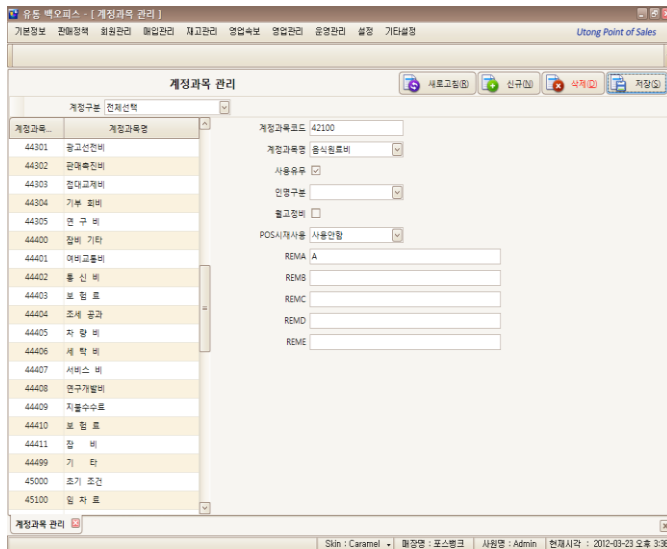 유통 백오피스 - [ 계정과목 관리 ]
기본정보 판매정책 회원관리 매입관리 재고관리 영업속보 영업관리 운영관리 설정 기타설정 Utong Point of Sales
계정과목 관리 새로고침(R) 신규(N) 삭제(D) 저장(S)
계정구분 전체선택
계정과목... 계정과목명
44301 광고선전비
44302 판매촉진비
44303 접대교제비
44304 기부 회비
44305 연 구 비
44400 잡비 기타
44401 여비교통비
44402 통 신 비
44403 보 험 료
44404 조세 공과
44405 차 량 비
44406 세 탁 비
44407 서비스 비
44408 연구개발비
44409 지불수수료
44410 보 험 료
44411 잡 비
44499 기 타
45000 초기 조건
45100 임 차 료
계정과목코드 42100
계정과목명 음식원료비
사용유무
인명구분
월고정비
POS시재사용 사용안함
REMA A
REMB
REMC
REMD
REME
계정과목 관리
Skin : Caramel 매장명 : 포스뱅크 사원명 : Admin 현재시각 : 2012-03-23 오후 3:36